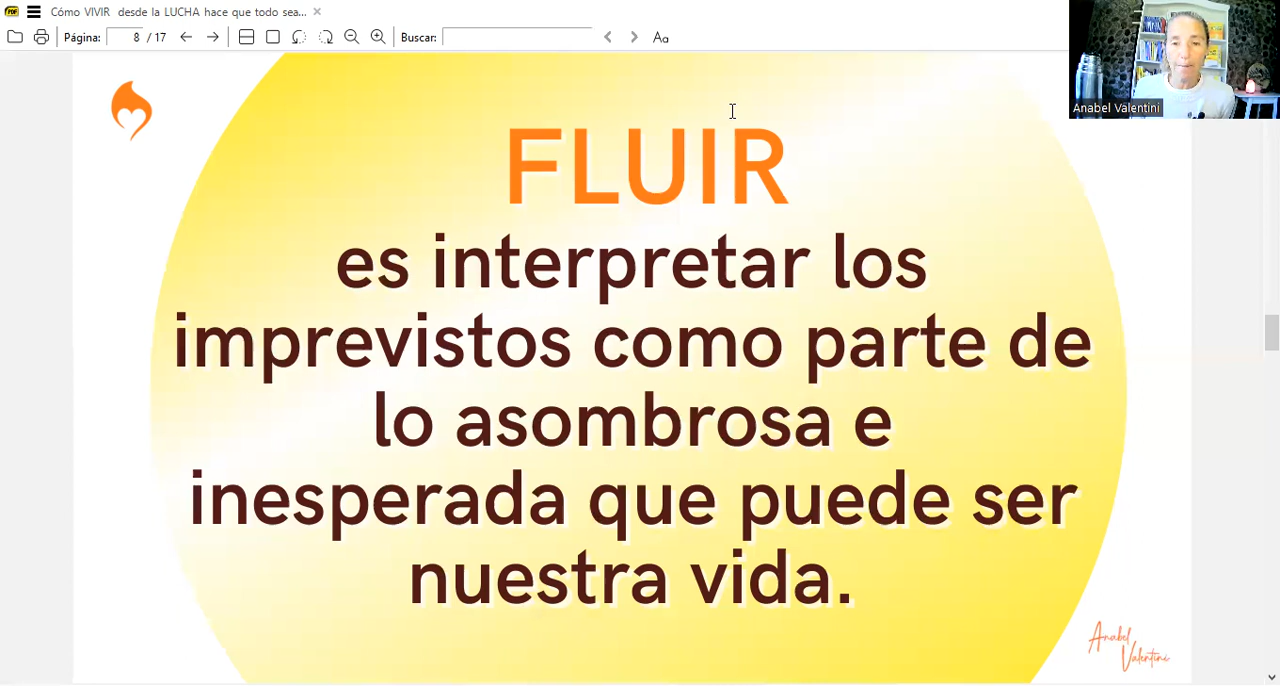 Cómo VIVIR desde la LUCHA hace que todo sea...
Página: 8 / 17
Buscar:
Aa
Anabel Valentini
FLUIR
es interpretar los
imprevistos como parte de
lo asombrosa e
inesperada que puede ser
nuestra vida.
Anabel
Valentini